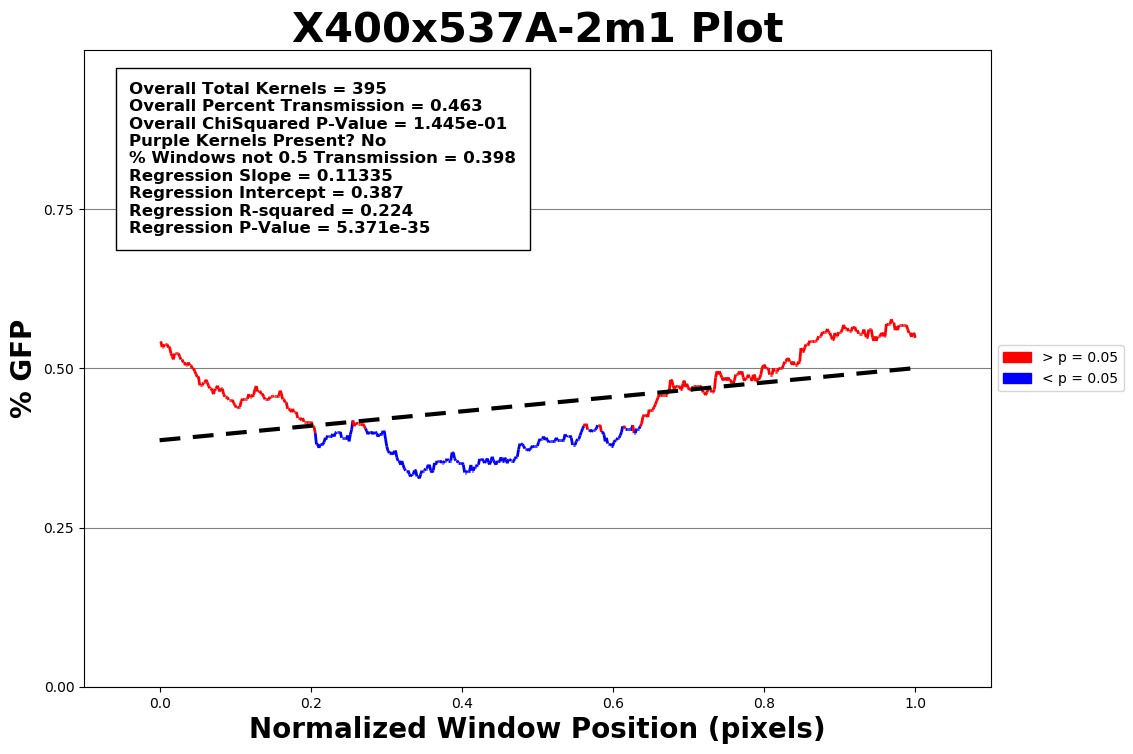 X400x537A-2m1 Plot
Overall Total Kernels = 395
Overall Percent Transmission = 0.463
Overall ChiSquared P-Value = 1.445e-01
Purple Kernels Present? No
% Windows not 0.5 Transmission = 0.398
Regression Slope = 0.11335
Regression Intercept = 0.387
Regression R-squared = 0.224
Regression P-Value = 5.371e-35
% GFP
0.75
0.50
0.25
0.00
> p = 0.05
< p = 0.05
0.0 0.2 0.4 0.6 0.8 1.0
Normalized Window Position (pixels)